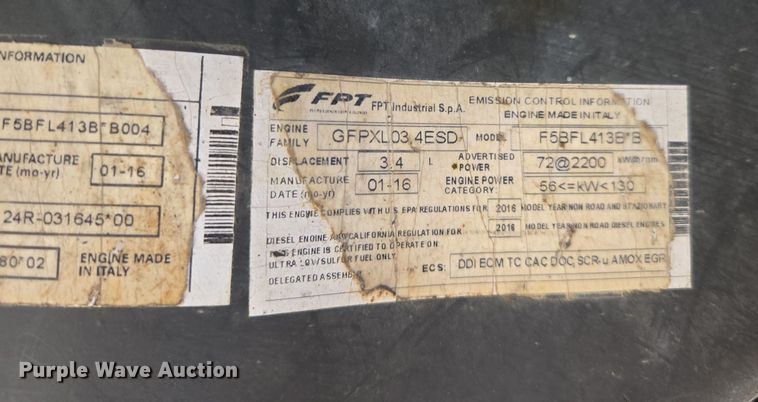 NFORMATION
F5BFL413B*B004
ANUFACTURE
TE (mo-yr)
01-16
24R-031645*00
80*02
ENGINE MADE
IN ITALY
FPT
FPT Industrial S.p.A.
EMISSION CONTROL INFORMATION
ENGINE MADE IN ITALY
ENGINE FAMILY GFPXL03.4ESD MODEL F5BFL413B*B
DISPLACEMENT 3.4 L ADVERTISED POWER 72@2200 kW@rpm
MANUFACTURE DATE (mo-yr) 01-16 ENGINE POWER CATEGORY 56<=kW<130
THIS ENGINE COMPLIES WITH U.S. EPA REGULATIONS FOR 2016 MODEL YEAR NON ROAD AND STATIONARY
DIESEL ENGINE AND CALIFORNIA REGULATION FOR 2016 MODEL YEAR NON ROAD DIESEL ENGINES
THIS ENGINE IS CERTIFIED TO OPERATE ON
ULTRA LOW SULFUR FUEL ONLY
DELEGATED ASSEMBLY
ECS: DDI ECM TC CAC DOC, SCR-u AMOX EGR
Purple Wave Auction